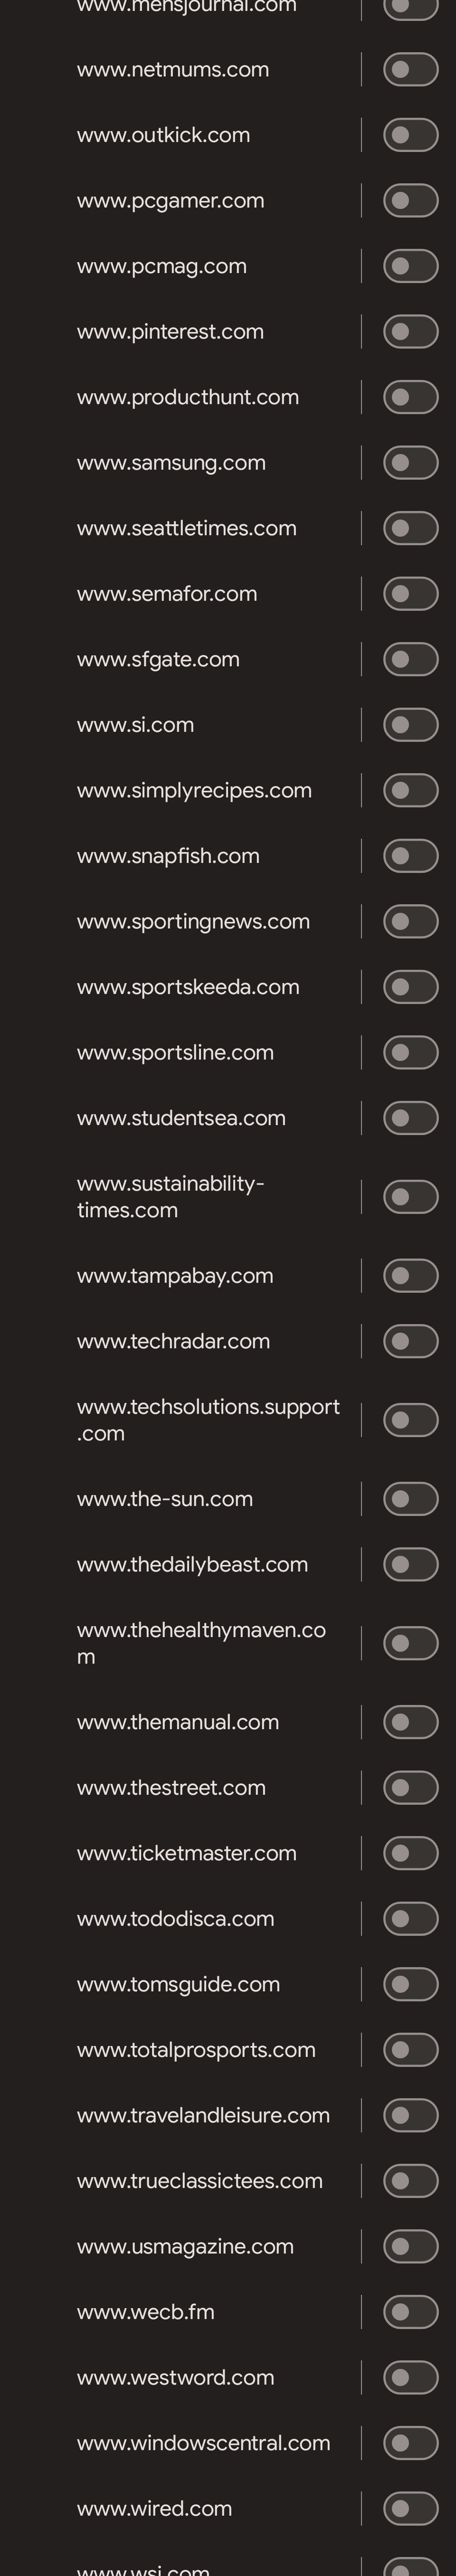 www.mensjournal.com
www.netmums.com
www.outkick.com
www.pcgamer.com
www.pcmag.com
www.pinterest.com
www.producthunt.com
www.samsung.com
www.seattletimes.com
www.semafor.com
www.sfgate.com
www.si.com
www.simplyrecipes.com
www.snapfish.com
www.sportingnews.com
www.sportskeeda.com
www.sportsline.com
www.studentsea.com
www.sustainability-
times.com
www.tampabay.com
www.techradar.com
www.techsolutions.support
.com
www.the-sun.com
www.thedailybeast.com
www.thehealthymaven.co
m
www.themanual.com
www.thestreet.com
www.ticketmaster.com
www.tododisca.com
www.tomsguide.com
www.totalprosports.com
www.travelandleisure.com
www.trueclassictees.com
www.usmagazine.com
www.wecb.fm
www.westword.com
www.windowscentral.com
www.wired.com
www.wsj.com